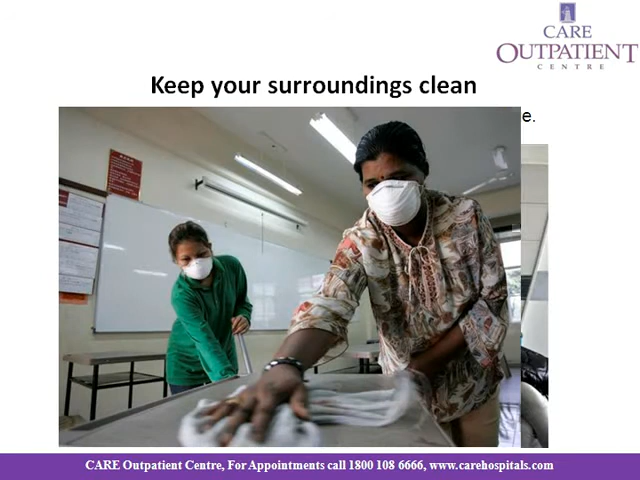 CARE
OUTPATIENT
CENTRE
Keep your surroundings clean
e.
CARE Outpatient Centre, For Appointments call 1800 108 6666, www.carehospitals.com